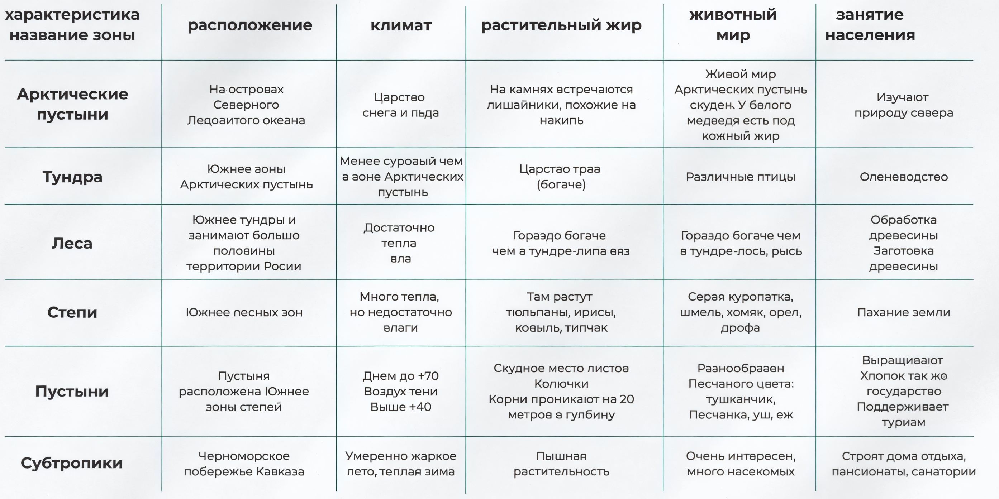 характеристика
название зоны
расположение
климат
растительный жир
животный
мир
занятие
населения
Арктические
пустыни
На островах
Северного
Ледоаитого океана
Царство
снега и пьда
На камнях встречаются
лишайники, похожие на
накипь
Живой мир
Арктических пустынь
скуден. У белого
медведя есть под
кожный жир
Изучают
природу саверa
Тундра
Южнее аоны
Арктических пустынь
Менее суроаый чем
а аоне Арктических
пустынь
Царстао траа
(богаче)
Различные птицы
Оленеводство
Леса
Южнее тундры и
занимают большо
половины
территории Росии
Достаточно
тепла
вла
Гораздо богаче
чем а тундре-липа вяз
Гораздо богаче чем
в тундре-лось, рысь
Обработка
древесины
Заготовка
древесины
Степи
Южнее лесных зон
Много тепла,
но недостаточно
влаги
Там растут
тюльпаны, ирисы,
ковыль, типчак
Серая куропатка,
шмель, хомяк, орел,
дрофа
Пахание земли
Пустыни
Пустыня
расположена Южнее
зоны степей
Днем до +70
Воздух тени
Выше +40
Скудное место листоа
Колючки
Корни проникают на 20
метров в гулбину
Раанообрааен
Песчаного цвета:
тушканчик,
Песчанка, уш, еж
Выращиаают
Хлопок так жо
государство
Поддерживает
туриам
Субтропики
Черноморское
побережье Кавказа
Умеренно жаркое
лето, теплая зима
Пышная
растительность
Очень интересен,
много насекомых
Строят дома отдыха,
пансионаты, санатории